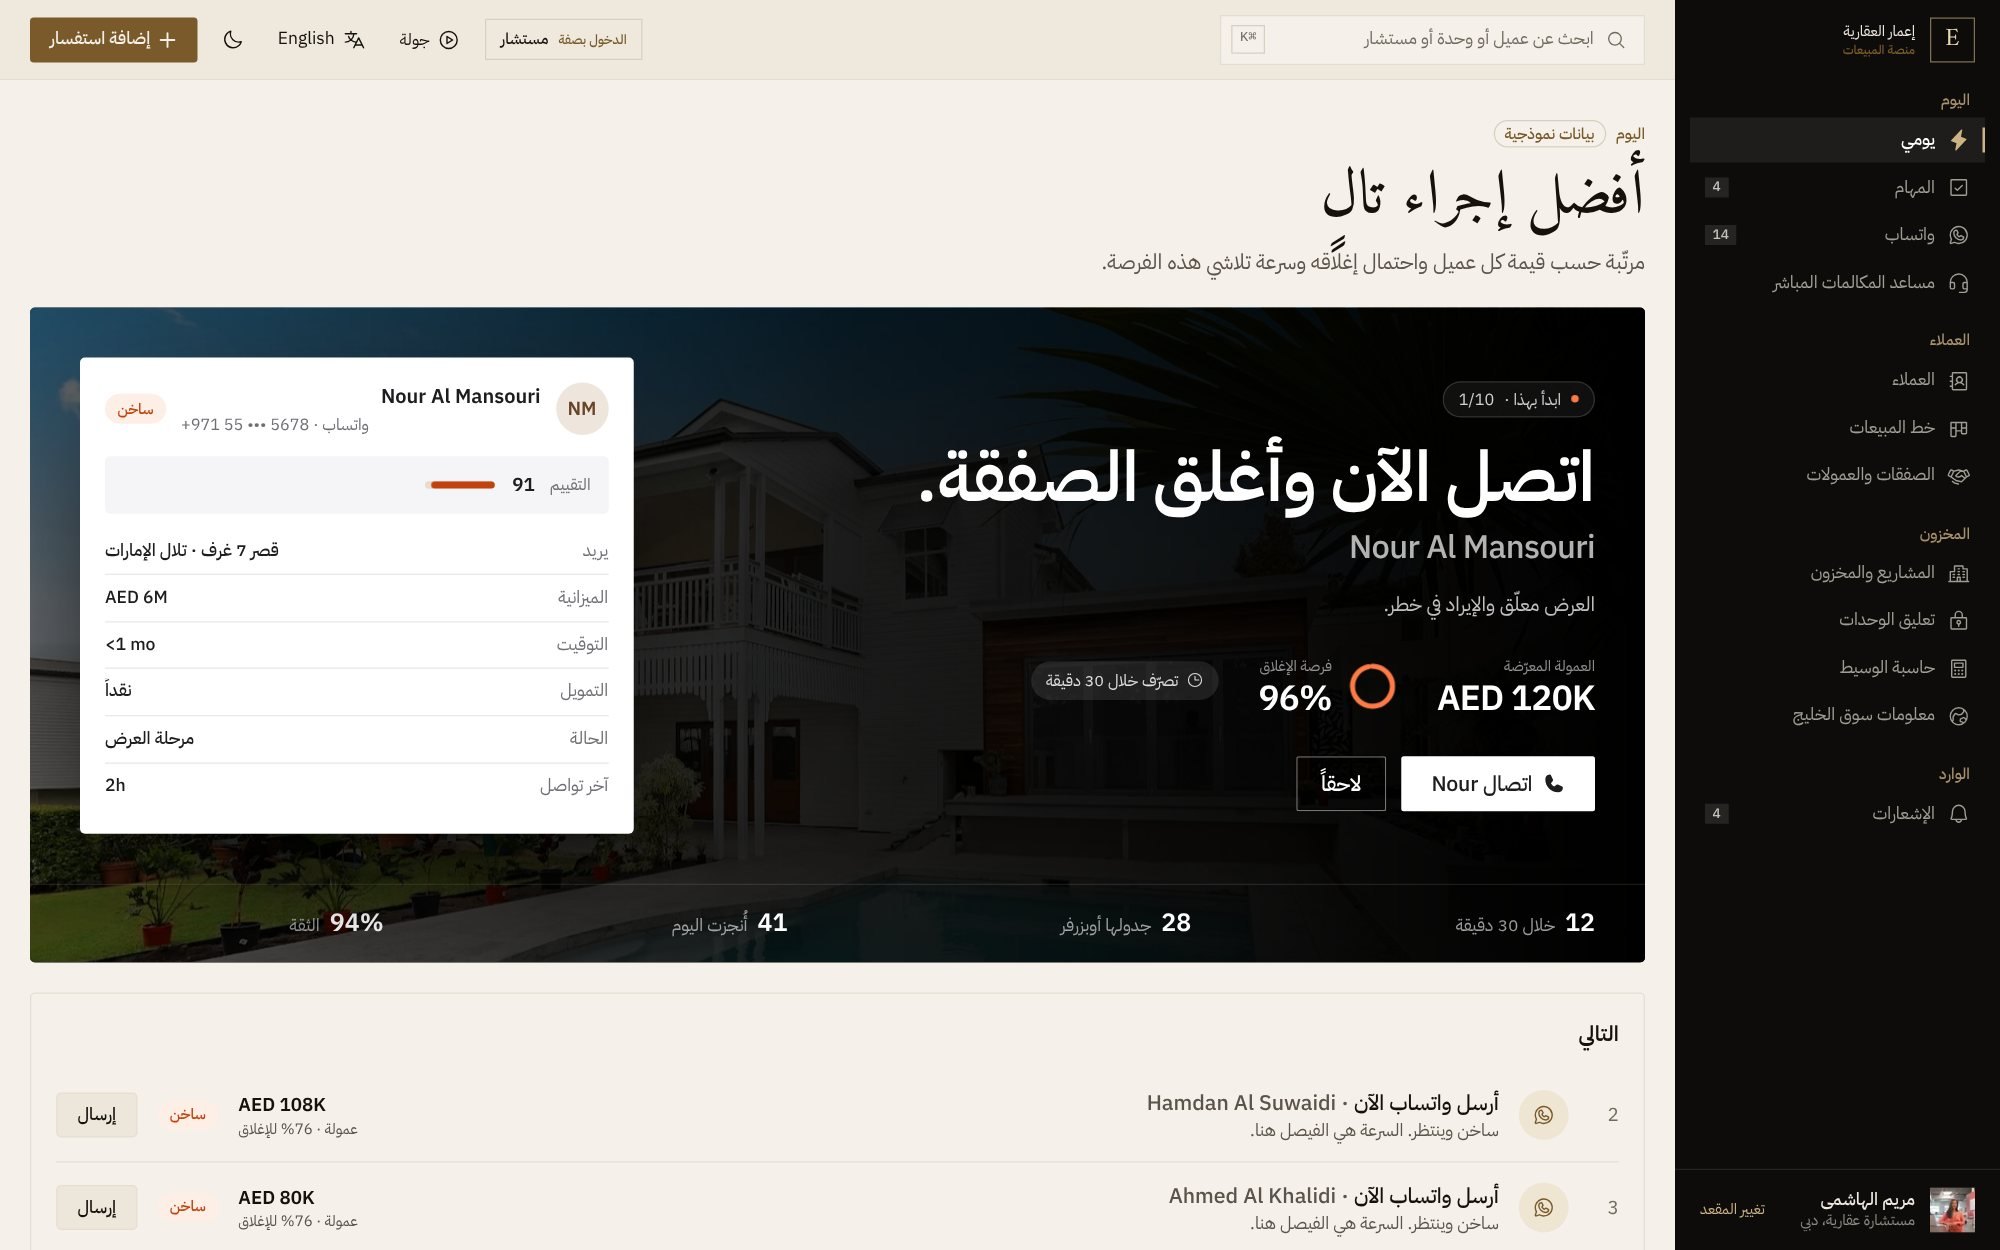 E
إعمار العقارية
منصة المبيعات
اليوم
يومي
المهام
4
واتساب
14
مساعد المكالمات المباشر
العملاء
العملاء
خط المبيعات
الصفقات والعمولات
المخزون
المشاريع والمخزون
تعليق الوحدات
حاسبة الوسيط
معلومات سوق الخليج
الوارد
الإشعارات
4
مريم الهاشمي
مستشارة عقارية، دبي
تغيير المقعد
ابحث عن عميل أو وحدة أو مستشار
⌘K
الدخول بصفة مستشار
جولة
English
إضافة استفسار
اليوم
بيانات نموذجية
أفضل إجراء تالٍ
مرتّبة حسب قيمة كل عميل واحتمال إغلاقه وسرعة تلاشي هذه الفرصة.
ابدأ بهذا · 1/10
اتصل الآن وأغلق الصفقة.
Nour Al Mansouri
العرض معلّق والإيراد في خطر.
العمولة المعرّضة
AED 120K
فرصة الإغلاق
96%
تصرّف خلال 30 دقيقة
اتصال Nour
لاحقاً
NM
Nour Al Mansouri
واتساب · +971 55 ••• 5678
ساخن
التقييم 91
يريد
قصر 7 غرف · تلال الإمارات
الميزانية
AED 6M
التوقيت
<1 mo
التمويل
نقداً
الحالة
مرحلة العرض
آخر تواصل
2h
12 خلال 30 دقيقة
28 جدولها أوبزرفر
41 أُنجزت اليوم
94% الثقة
التالي
2
أرسل واتساب الآن · Hamdan Al Suwaidi
ساخن وينتظر. السرعة هي الفيصل هنا.
AED 108K
عمولة · 76% للإغلاق
ساخن
إرسال
3
أرسل واتساب الآن · Ahmed Al Khalidi
ساخن وينتظر. السرعة هي الفيصل هنا.
AED 80K
عمولة · 76% للإغلاق
ساخن
إرسال